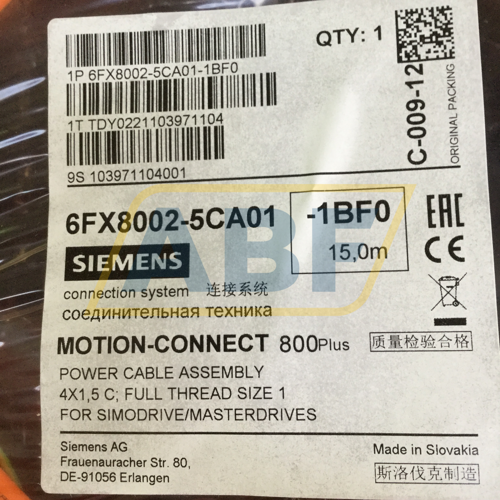 QTY: 1
1P 6FX8002-5CA01-1BF0
1T TDY0221103971104
9S 103971104001
C-009-12
ORIGINAL PACKING
6FX8002-5CA01
-1BF0
15,0m
EAC
CE
SIEMENS
ABF
connection system 连接系统
соединительная техника
MOTION-CONNECT 800Plus
质量检验合格
POWER CABLE ASSEMBLY
4X1,5 C; FULL THREAD SIZE 1
FOR SIMODRIVE/MASTERDRIVES
Siemens AG
Frauenauracher Str. 80,
DE-91056 Erlangen
Made in Slovakia
斯洛伐克制造